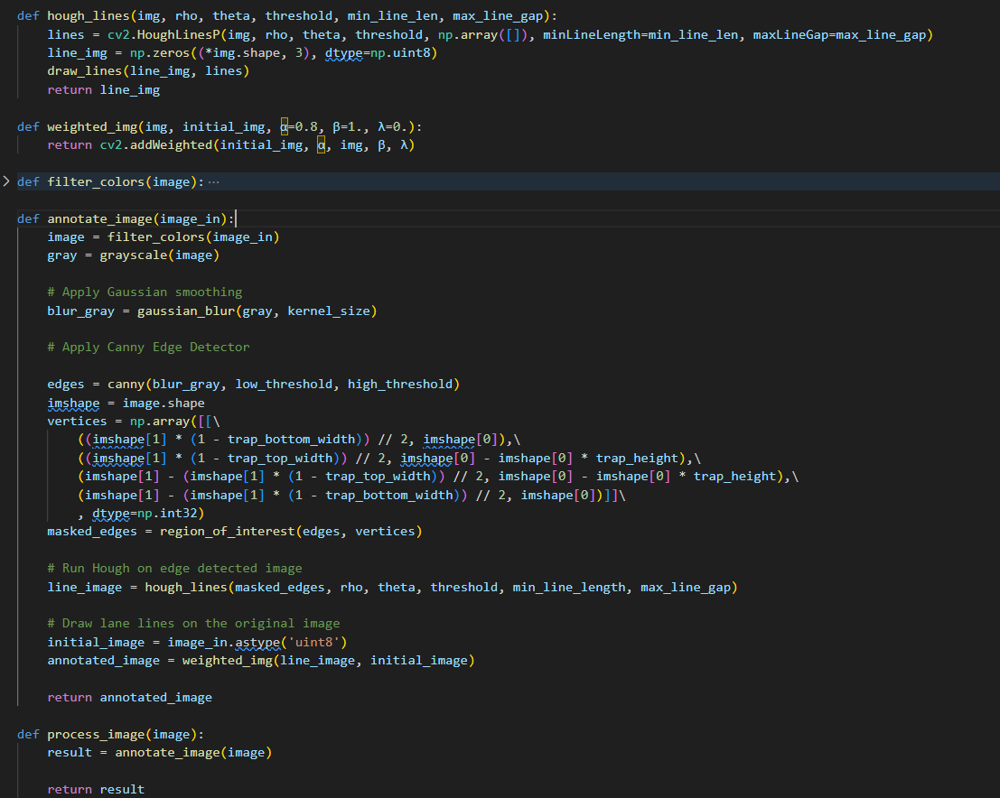 def hough_lines(img, rho, theta, threshold, min_line_len, max_line_gap):
    lines = cv2.HoughLinesP(img, rho, theta, threshold, np.array([]), minLineLength=min_line_len, maxLineGap=max_line_gap)
    line_img = np.zeros((*img.shape, 3), dtype=np.uint8)
    draw_lines(line_img, lines)
    return line_img

def weighted_img(img, initial_img, α=0.8, β=1., λ=0.):
    return cv2.addWeighted(initial_img, α, img, β, λ)

def filter_colors(image): ⋯

def annotate_image(image_in):
    image = filter_colors(image_in)
    gray = grayscale(image)

    # Apply Gaussian smoothing
    blur_gray = gaussian_blur(gray, kernel_size)

    # Apply Canny Edge Detector

    edges = canny(blur_gray, low_threshold, high_threshold)
    imshape = image.shape
    vertices = np.array([[\
        ((imshape[1] * (1 - trap_bottom_width)) // 2, imshape[0]),\
        ((imshape[1] * (1 - trap_top_width)) // 2, imshape[0] - imshape[0] * trap_height),\
        (imshape[1] - (imshape[1] * (1 - trap_top_width)) // 2, imshape[0] - imshape[0] * trap_height),\
        (imshape[1] - (imshape[1] * (1 - trap_bottom_width)) // 2, imshape[0])]]\
        , dtype=np.int32)
    masked_edges = region_of_interest(edges, vertices)

    # Run Hough on edge detected image
    line_image = hough_lines(masked_edges, rho, theta, threshold, min_line_length, max_line_gap)

    # Draw lane lines on the original image
    initial_image = image_in.astype('uint8')
    annotated_image = weighted_img(line_image, initial_image)

    return annotated_image

def process_image(image):
    result = annotate_image(image)

    return result